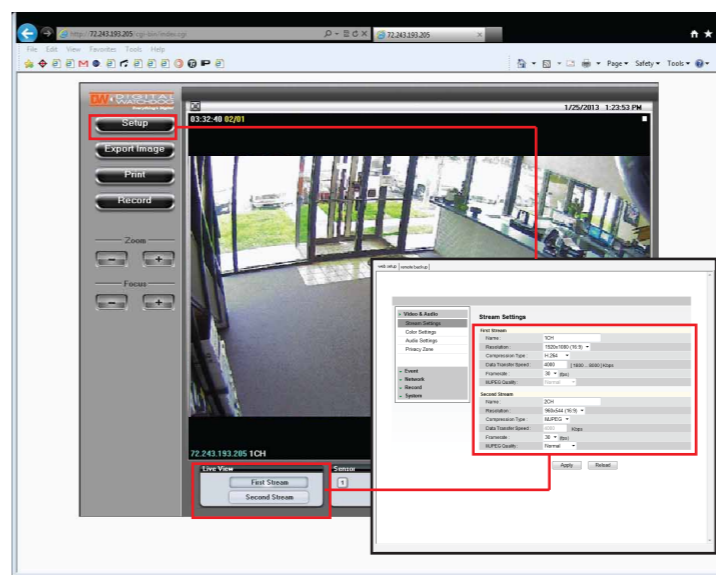 http://72.243.193.205/cgi-bin/index.cgi
72.243.193.205
File Edit View Favorites Tools Help
Page Safety Tools
DIGITAL
WATCHDOG
1/25/2013 1:23:53 PM
Setup
03:32:40 02/01
Export Image
Print
Record
Zoom
Focus
web setup remote backup
Video & Audio
Stream Settings
Stream Settings
Color Settings
Audio Settings
Privacy Zone
Event
Network
Record
System
First Stream
Name : 1CH
Resolution : 1920x1080 (16:9)
Compression Type : H.264
Data Transfer Speed : 4000 Kbps
Framerate : 30 (fps)
MJPEG Quality : Normal
Second Stream
Name : 2CH
Resolution : 960x544 (16:9)
Compression Type : MJPEG
Data Transfer Speed : Kbps
Framerate : 30 (fps)
MJPEG Quality : Normal
Apply Reload
72.243.193.205 1CH
Live View Sensor
First Stream 1
Second Stream